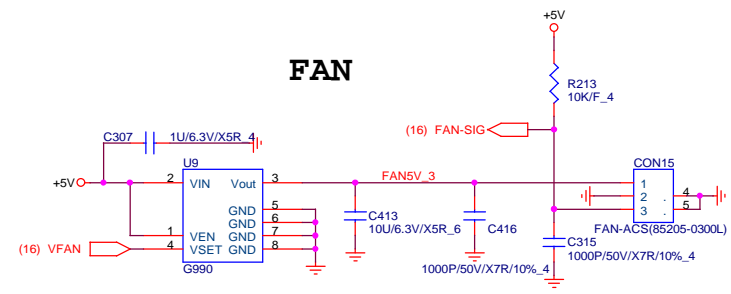 +5V
FAN
R213
10K/F_4
(16) FAN-SIG
C307
1U/6.3V/X5R_4
U9
CON15
+5V
2
VIN
Vout
3
FAN5V_3
1
2
3
.
.
4
5
GND
5
GND
6
GND
7
GND
8
1
VEN
(16) VFAN
4
VSET
G990
C413
10U/6.3V/X5R_6
C416
1000P/50V/X7R/10%_4
FAN-ACS(85205-0300L)
C315
1000P/50V/X7R/10%_4